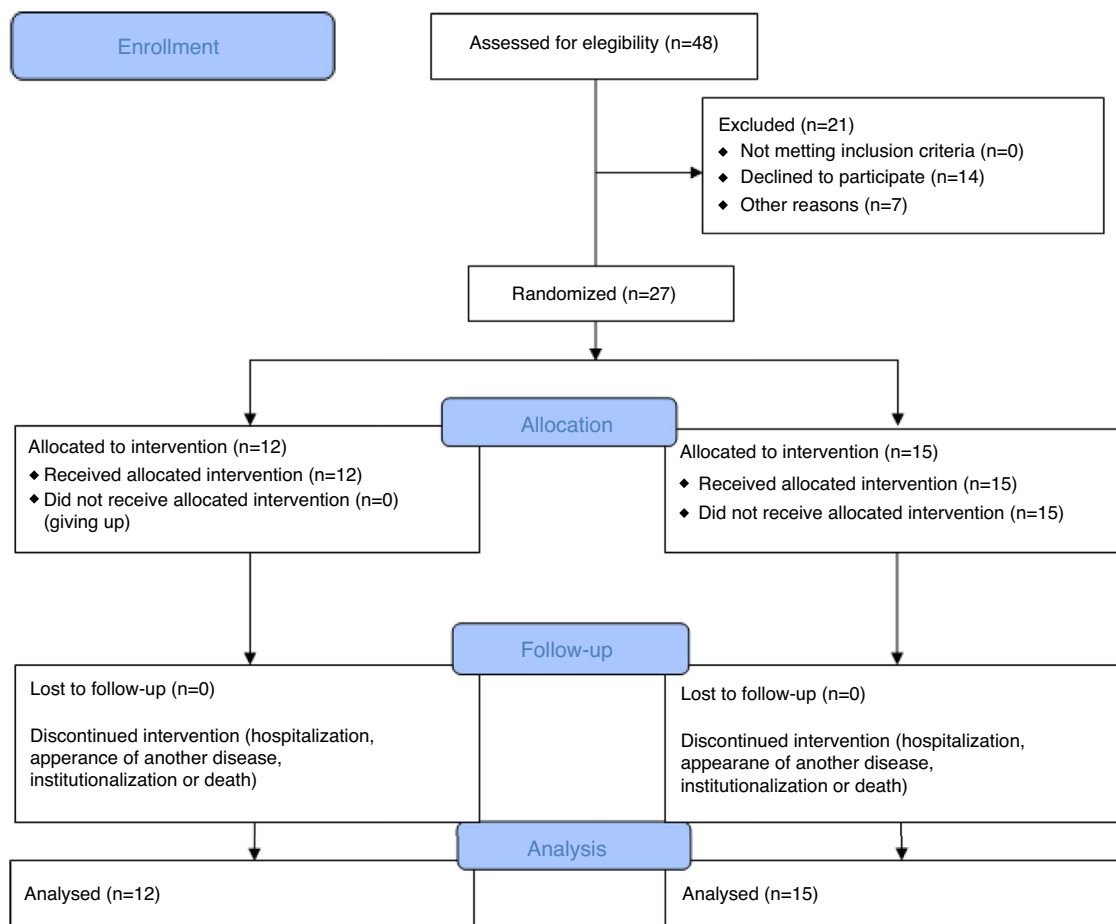 Enrollment
Assessed for elegibility (n=48)
Excluded (n=21)
◆ Not metting inclusion criteria (n=0)
◆ Declined to participate (n=14)
◆ Other reasons (n=7)
Randomized (n=27)
Allocation
Allocated to intervention (n=12)
◆ Received allocated intervention (n=12)
◆ Did not receive allocated intervention (n=0)
(giving up)
Allocated to intervention (n=15)
◆ Received allocated intervention (n=15)
◆ Did not receive allocated intervention (n=15)
Follow-up
Lost to follow-up (n=0)
Discontinued intervention (hospitalization,
apperance of another disease,
institutionalization or death)
Lost to follow-up (n=0)
Discontinued intervention (hospitalization,
appearane of another disease,
institutionalization or death)
Analysis
Analysed (n=12)
Analysed (n=15)